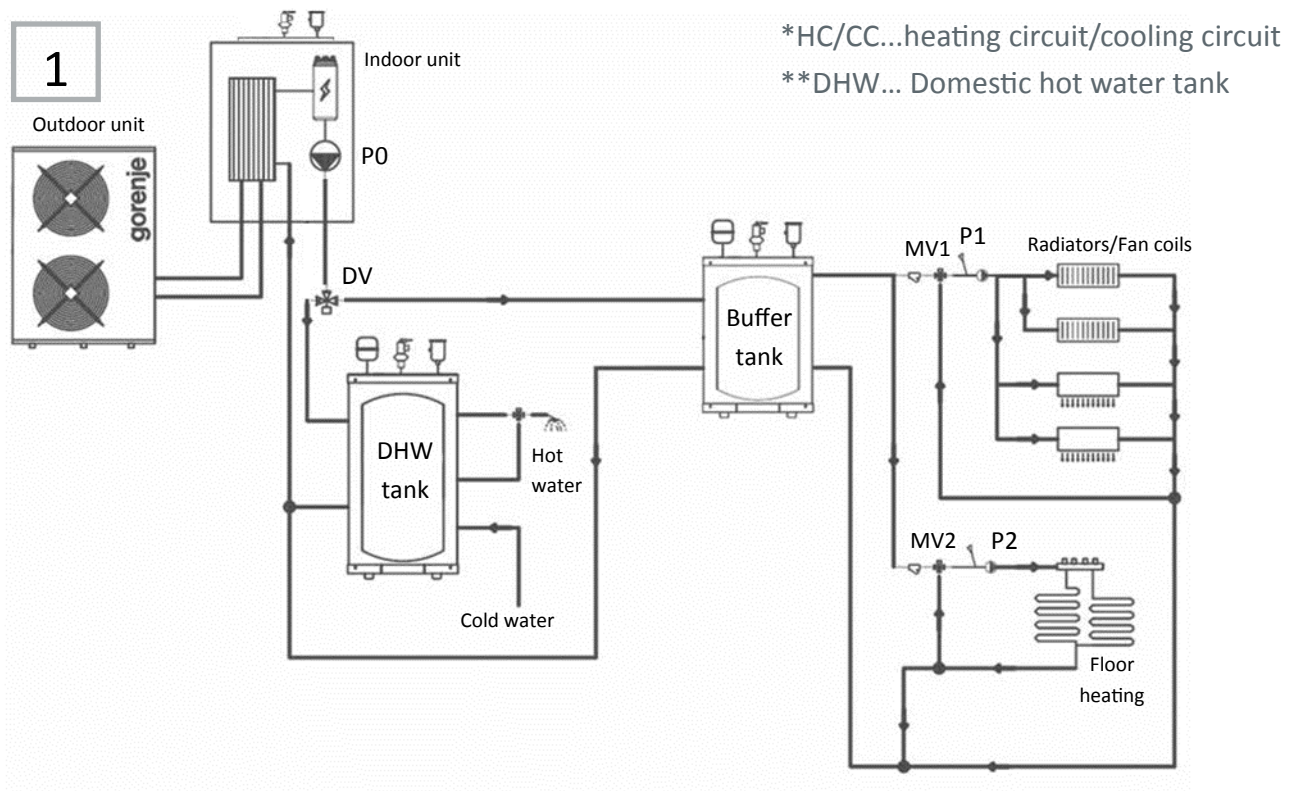 1
*HC/CC...heating circuit/cooling circuit
**DHW... Domestic hot water tank
Indoor unit
Outdoor unit
gorenje
P0
DV
Buffer
tank
MV1
P1
Radiators/Fan coils
DHW
tank
Hot
water
Cold water
MV2
P2
Floor
heating